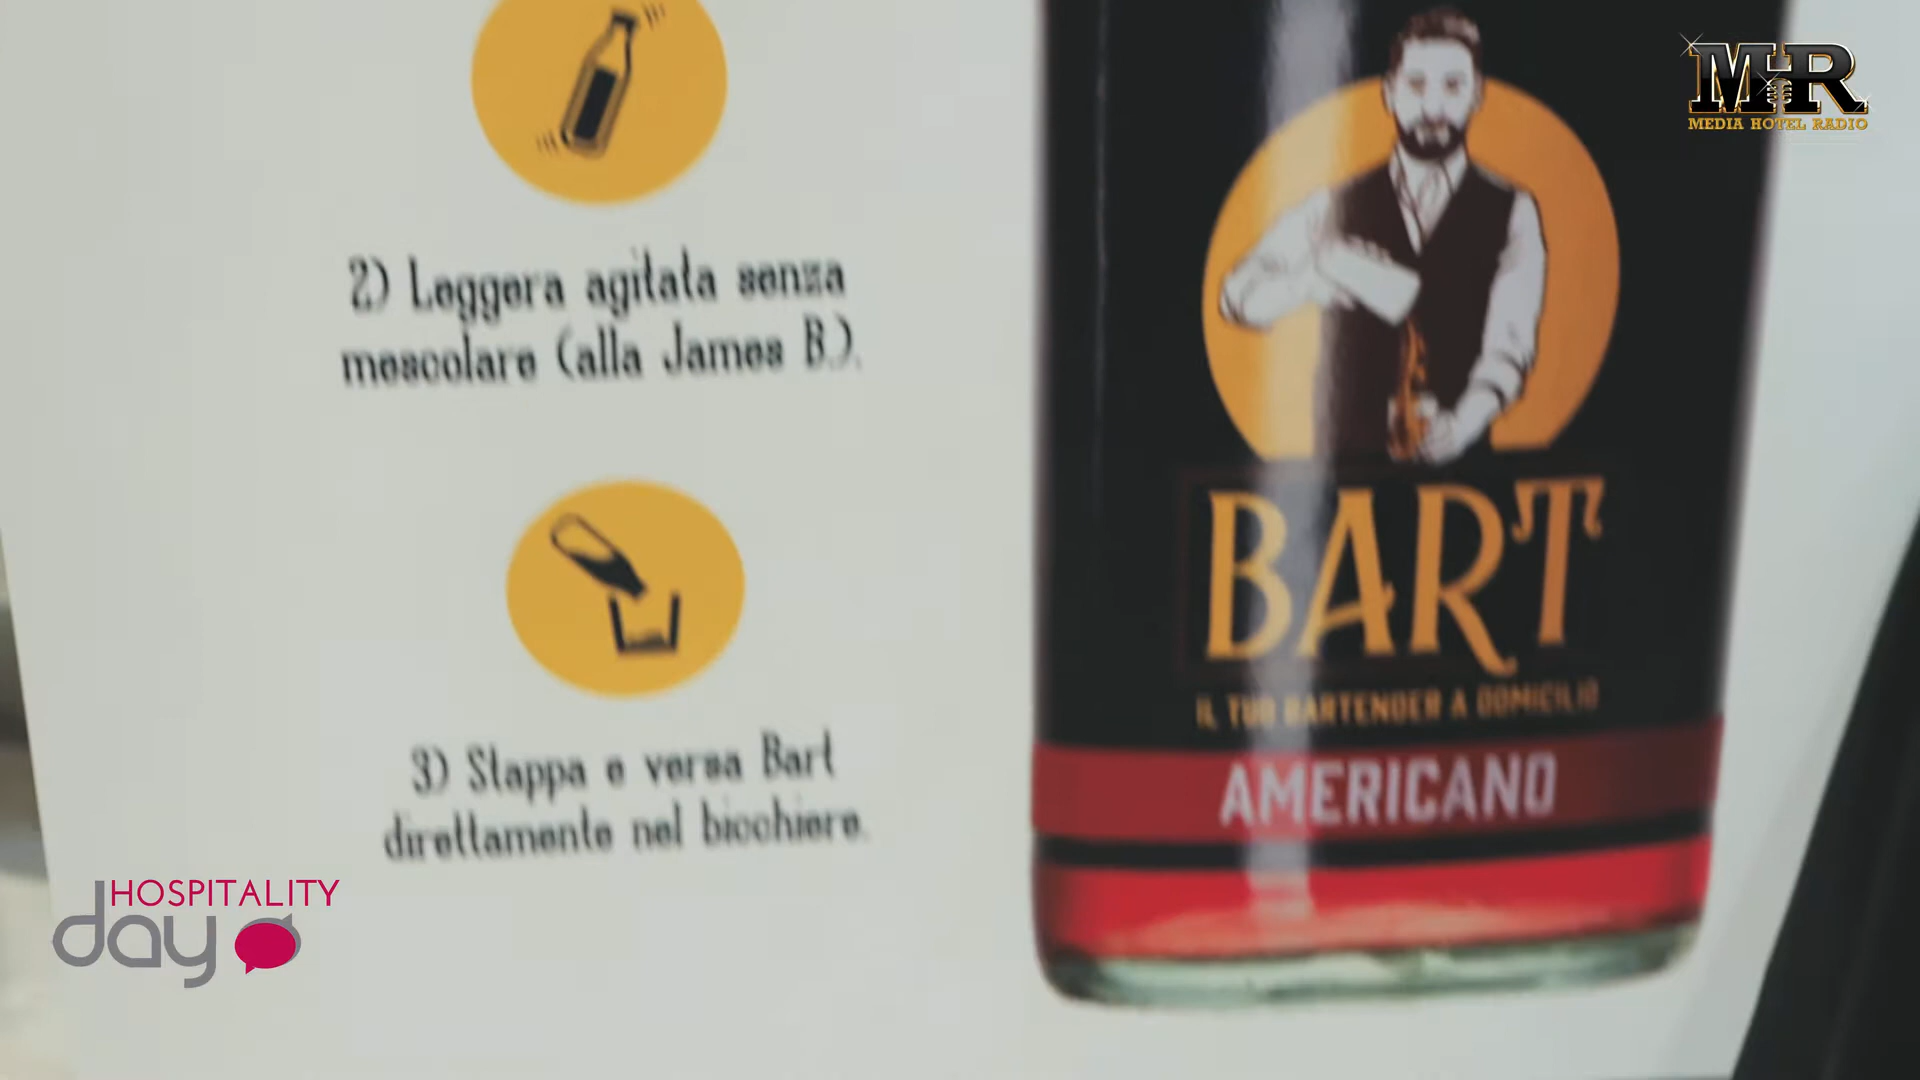 2) Leggera agitata senza
mescolare (alla James B.).
3) Stappa e versa Bart
direttamente nel bicchiere.
BART
IL TUO BARTENDER A DOMICILIO
AMERICANO
MHR
MEDIA HOTEL RADIO
HOSPITALITY
day